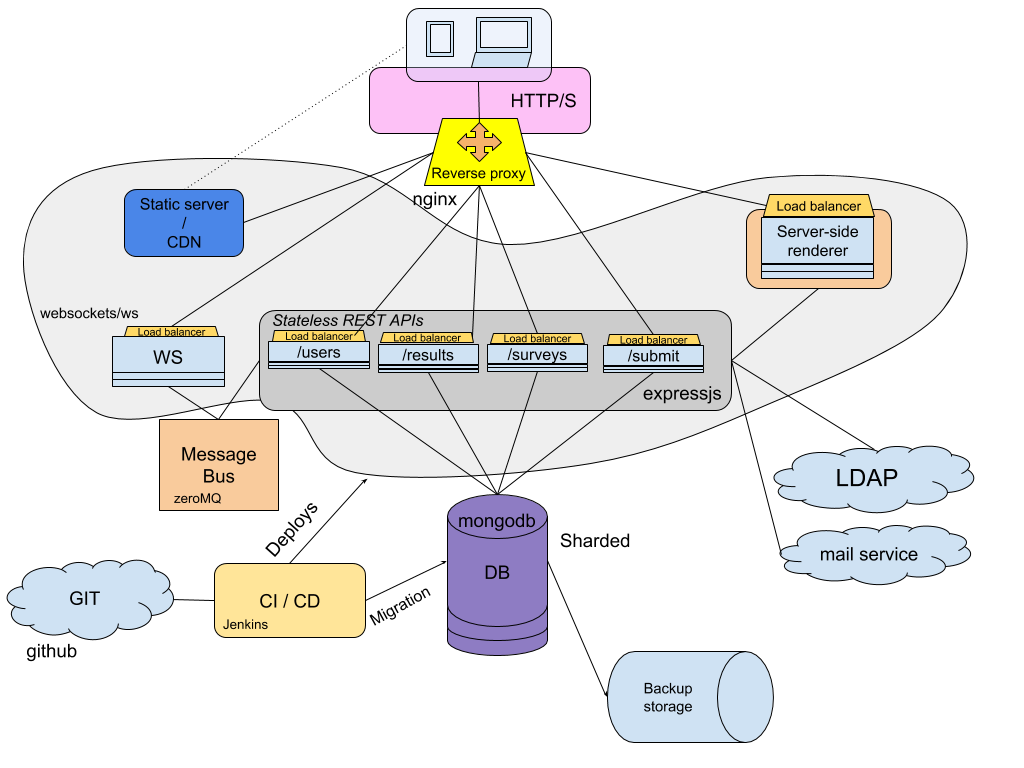 HTTP/S
Reverse proxy
nginx
Static server
/
CDN
Load balancer
Server-side
renderer
websockets/ws
Load balancer
WS
Stateless REST APIs
Load balancer
/users
Load balancer
/results
Load balancer
/surveys
Load balancer
/submit
expressjs
Message
Bus
zeroMQ
LDAP
mail service
Deploys
mongodb
DB
Sharded
GIT
github
CI / CD
Jenkins
Migration
Backup
storage